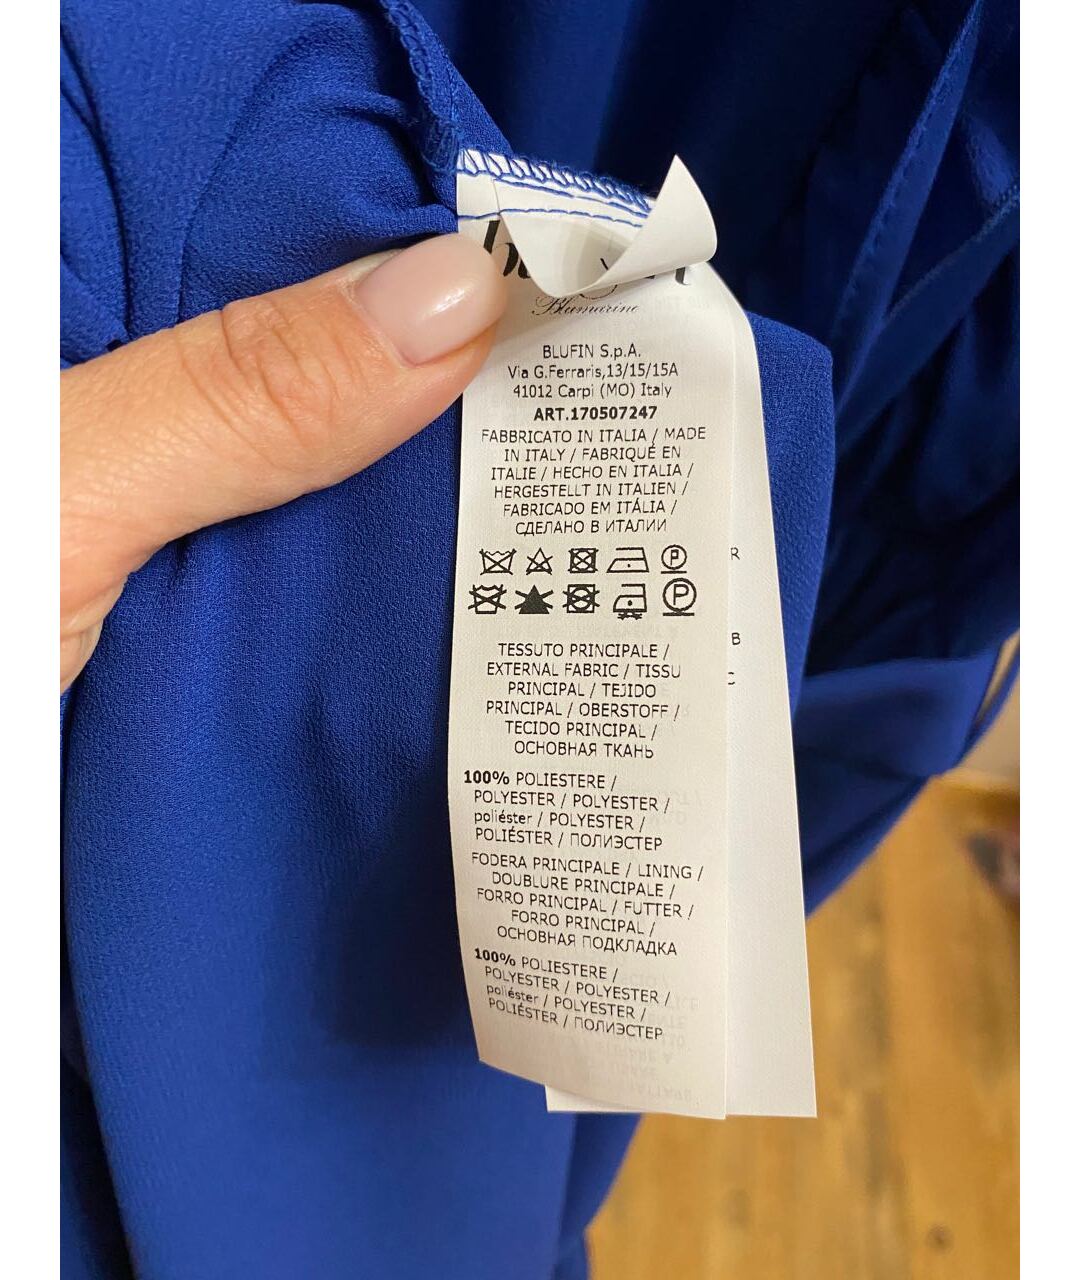 Blumarine
BLUFIN S.p.A.
Via G.Ferraris,13/15/15A
41012 Carpi (MO) Italy
ART.170507247
FABBRICATO IN ITALIA / MADE
IN ITALY / FABRIQUÉ EN
ITALIE / HECHO EN ITALIA /
HERGESTELLT IN ITALIEN /
FABRICADO EM ITÁLIA /
СДЕЛАНО В ИТАЛИИ
P
P
TESSUTO PRINCIPALE /
EXTERNAL FABRIC / TISSU
PRINCIPAL / TEJIDO
PRINCIPAL / OBERSTOFF /
TECIDO PRINCIPAL /
ОСНОВНАЯ ТКАНЬ
100% POLIESTERE /
POLYESTER / POLYESTER /
poliéster / POLYESTER /
POLIÉSTER / ПОЛИЭСТЕР
FODERA PRINCIPALE / LINING /
DOUBLURE PRINCIPALE /
FORRO PRINCIPAL / FUTTER /
FORRO PRINCIPAL /
ОСНОВНАЯ ПОДКЛАДКА
100% POLIESTERE /
POLYESTER / POLYESTER /
poliéster / POLYESTER /
POLIÉSTER / ПОЛИЭСТЕР